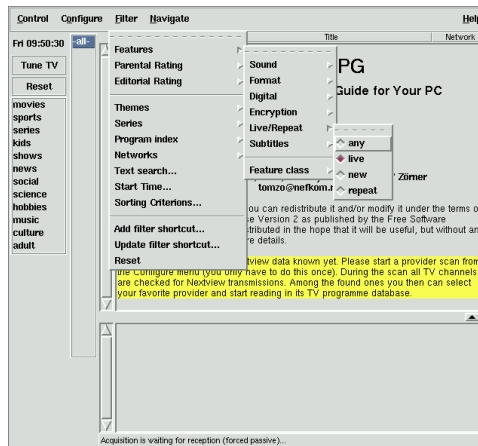 Control Configure Filter Navigate Help
Fri 09:50:30
-all-
Title Network
Tune TV
Reset
movies
sports
series
kids
shows
news
social
science
hobbies
music
culture
adult
Features
Parental Rating
Editorial Rating
Themes
Series
Program index
Networks
Text search...
Start Time...
Sorting Criterions...
Add filter shortcut...
Update filter shortcut...
Reset
Sound
Format
Digital
Encryption
Live/Repeat
Subtitles
Feature class
any
live
new
repeat
PG
Guide for Your PC
Zörner
tomzo@nefkom.
ou can redistribute it and/or modify it under the terms o
e Version 2 as published by the Free Software
tributed in the hope that it will be useful, but without an
re details.
tview data known yet. Please start a provider scan from
the Configure menu (you only have to do this once). During the scan all TV channels
are checked for Nextview transmissions. Among the found ones you then can select
your favorite provider and start reading in its TV programme database.
Acquisition is waiting for reception (forced passive)...